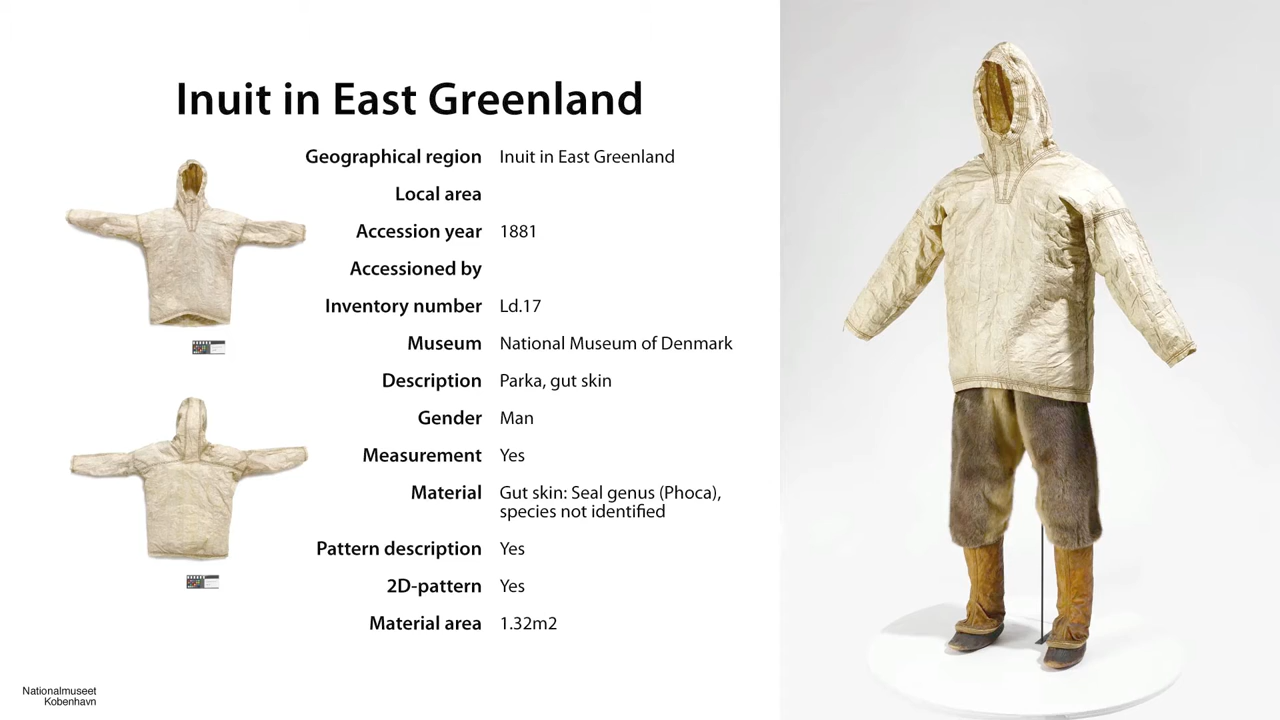 Inuit in East Greenland
Geographical region Inuit in East Greenland
Local area
Accession year 1881
Accessioned by
Inventory number Ld.17
Museum National Museum of Denmark
Description Parka, gut skin
Gender Man
Measurement Yes
Material Gut skin: Seal genus (Phoca),
species not identified
Pattern description Yes
2D-pattern Yes
Material area 1.32m2
Nationalmuseet
Kobenhavn